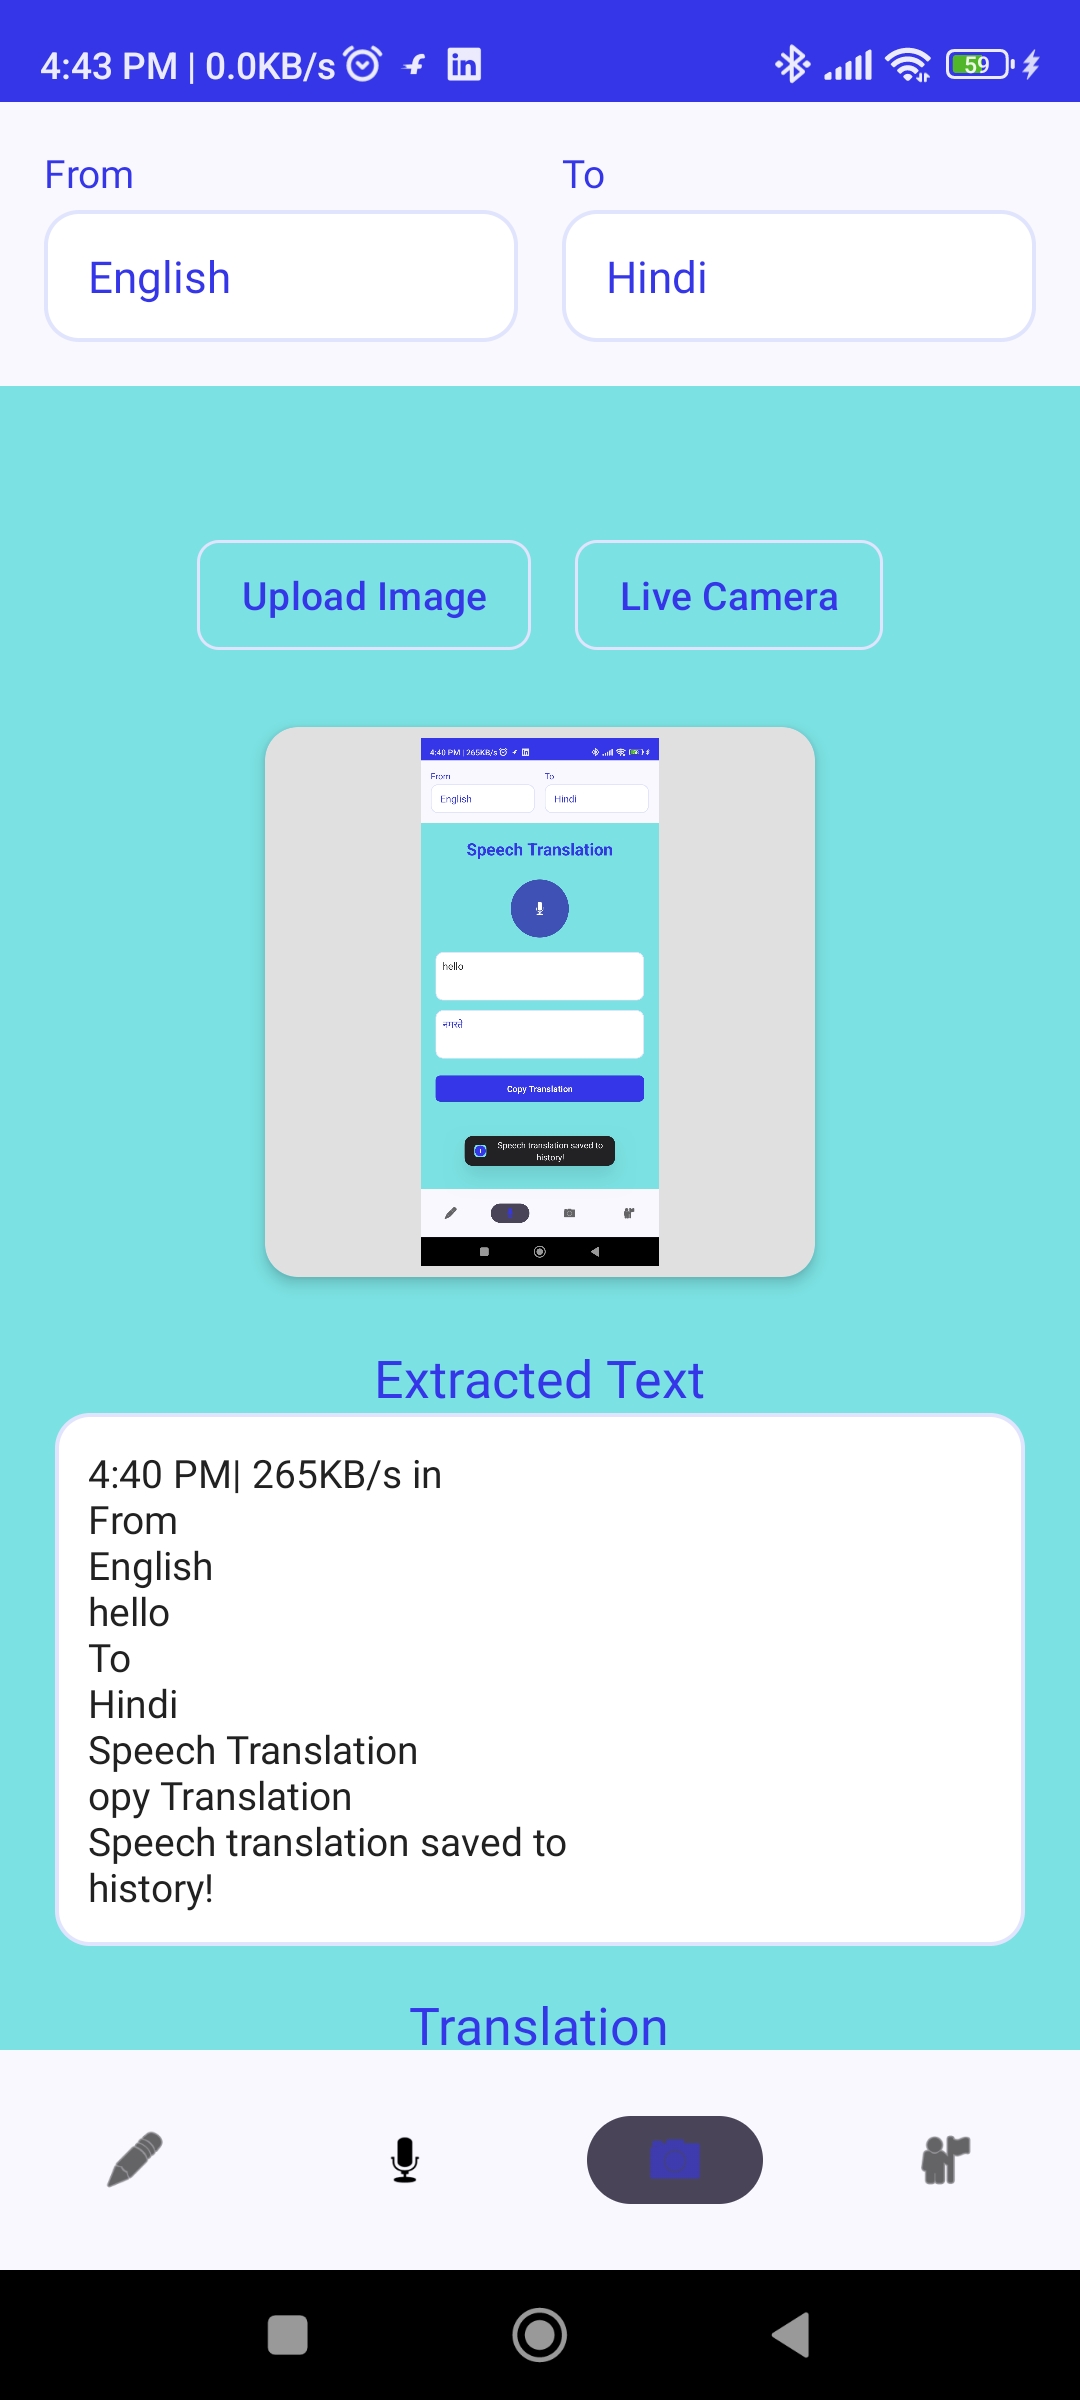 4:43 PM | 0.0KB/s
59
From
To
English
Hindi
Upload Image
Live Camera
4:40 PM | 265KB/s
From
To
English
Hindi
Speech Translation
hello
नमस्ते
Copy Translation
Speech translation saved to
history!
Extracted Text
4:40 PM| 265KB/s in
From
English
hello
To
Hindi
Speech Translation
opy Translation
Speech translation saved to
history!
Translation